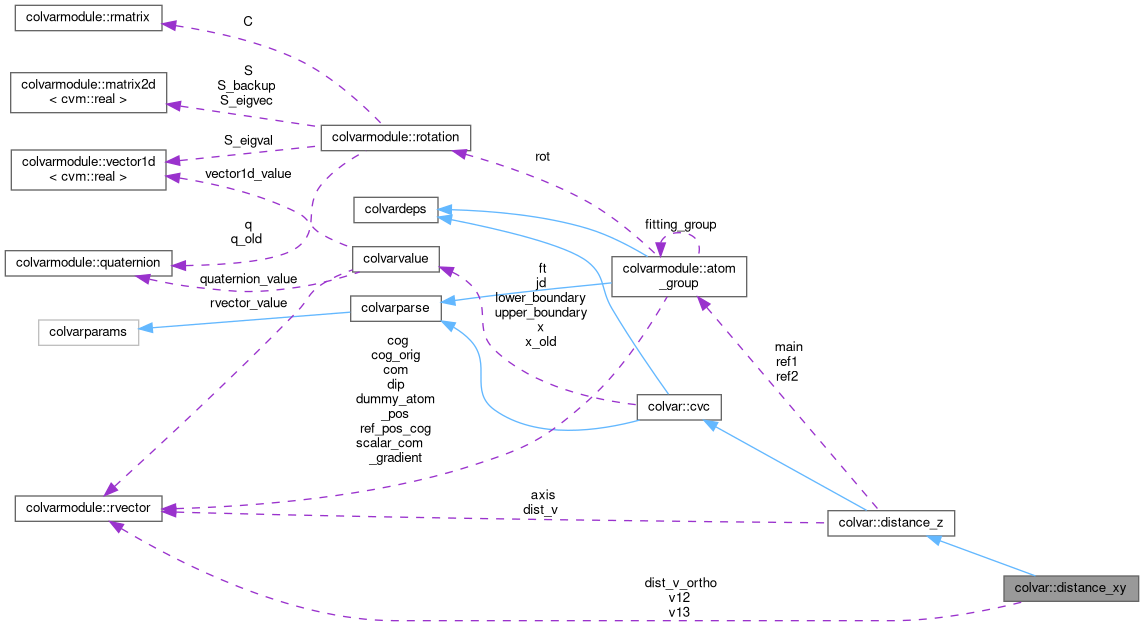 colvarmodule::rmatrix
C
colvarmodule::matrix2d
< cvm::real >
S
S_backup
S_eigvec
colvarmodule::rotation
S_eigval
colvarmodule::vector1d
< cvm::real >
vector1d_value
rot
colvardeps
q
q_old
fitting_group
colvarmodule::quaternion
colvarvalue
quaternion_value
colvarmodule::atom
_group
ft
jd
lower_boundary
upper_boundary
x
x_old
rvector_value
colvarparse
colvarparams
cog
cog_orig
com
dip
dummy_atom
_pos
ref_pos_cog
scalar_com
_gradient
main
ref1
ref2
colvar::cvc
colvarmodule::rvector
axis
dist_v
colvar::distance_z
dist_v_ortho
v12
v13
colvar::distance_xy